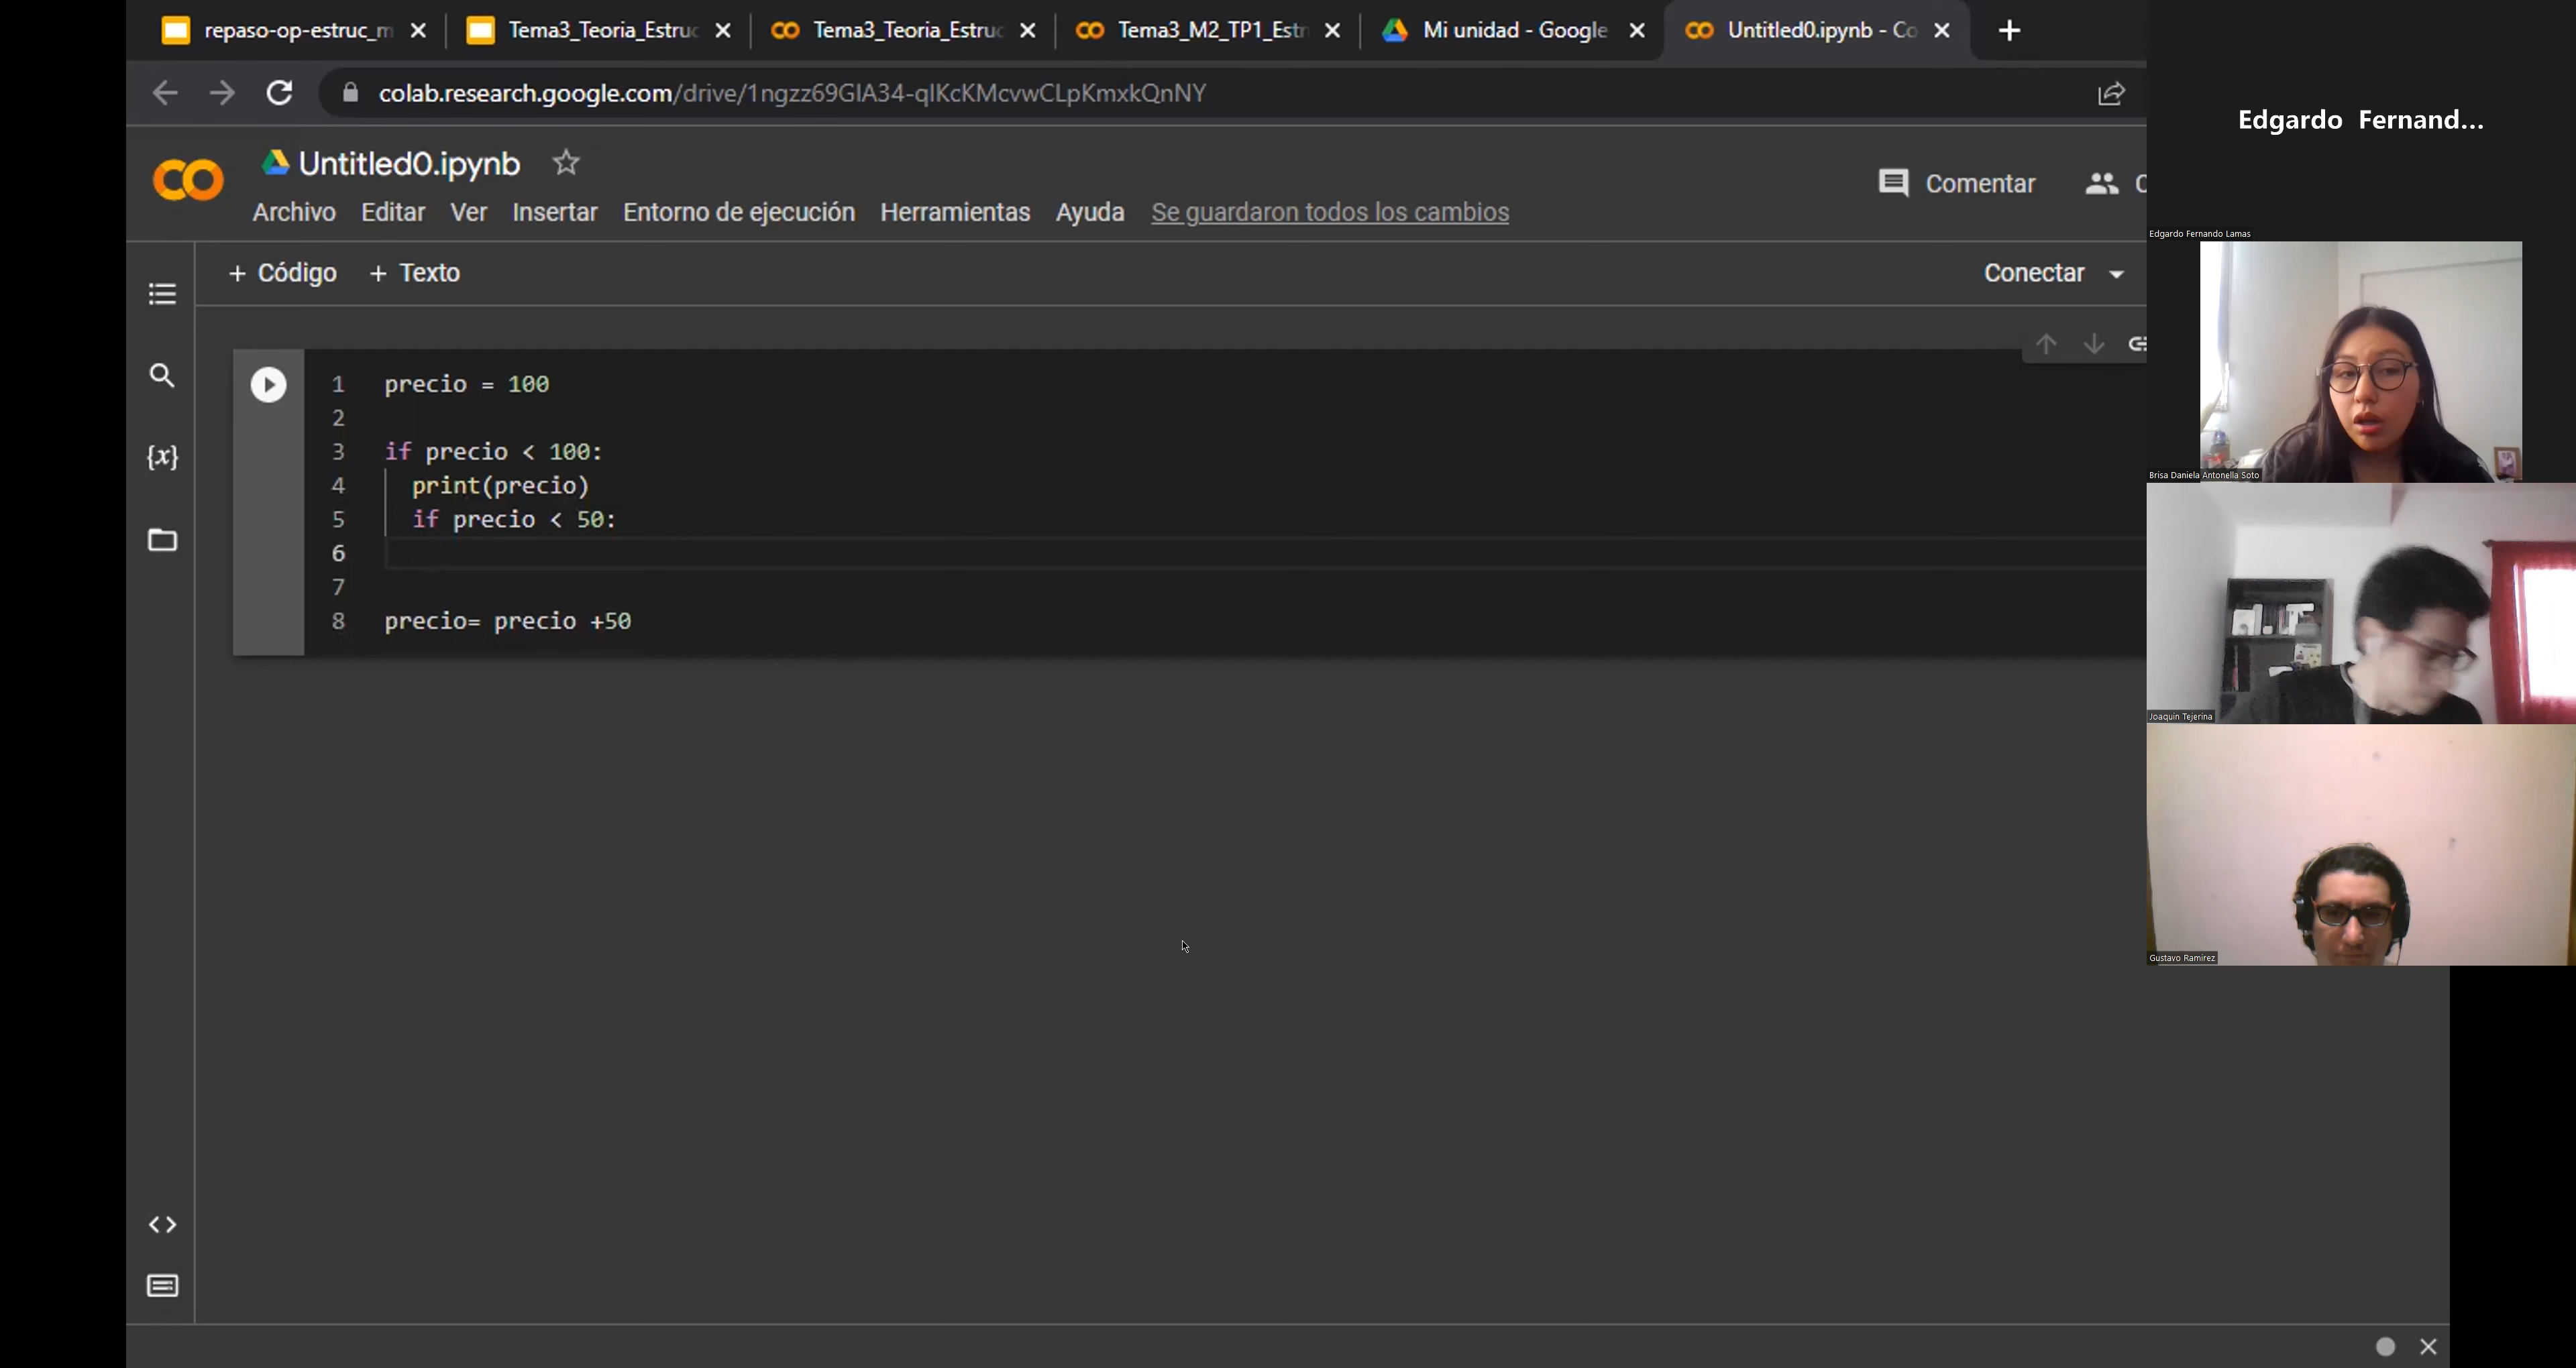 repaso-op-estruc_m
Tema3_Teoria_Estruc
Tema3_Teoria_Estruc
Tema3_M2_TP1_Estr
Mi unidad - Google
Untitled0.ipynb - Co
colab.research.google.com/drive/1ngzz69GIA34-qIKcKMcvwCLpKmxkQnNY
Untitled0.ipynb
Comentar
C
Archivo Editar Ver Insertar Entorno de ejecución Herramientas Ayuda Se guardaron todos los cambios
+ Código + Texto
Conectar
1 precio = 100
2
3 if precio < 100:
4 print(precio)
5 if precio < 50:
6
7
8 precio= precio +50
Edgardo Fernand...
Edgardo Fernando Lamas
Brisa Daniela Antonella Soto
Joaquin Tejerina
Gustavo Ramirez